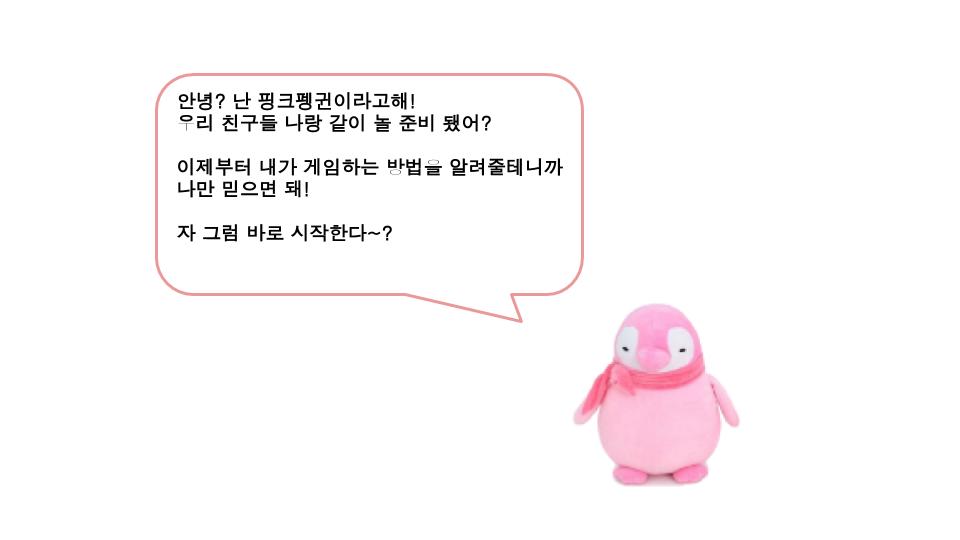 안녕? 난 핑크펭귄이라고해!
우리 친구들 나랑 같이 놀 준비 됐어?
이제부터 내가 게임하는 방법을 알려줄테니까
나만 믿으면 돼!
자 그럼 바로 시작한다~?